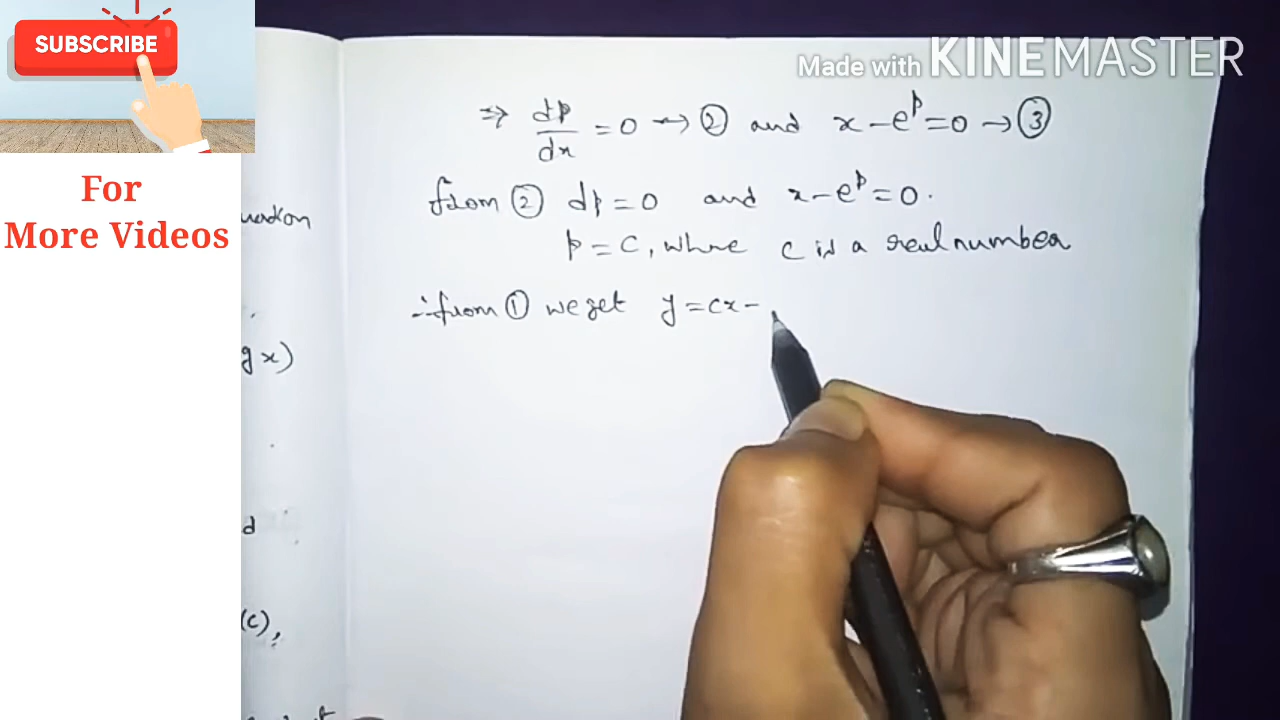 SUBSCRIBE
For
More Videos
Made with KINEMASTER
⇒ dp/dx = 0 → ② and x - e^p = 0 → ③
from ② dp = 0 and x - e^p = 0.
p = c, where c is a real number
∴ from ① we get y = cx -
g x)
d
(c),